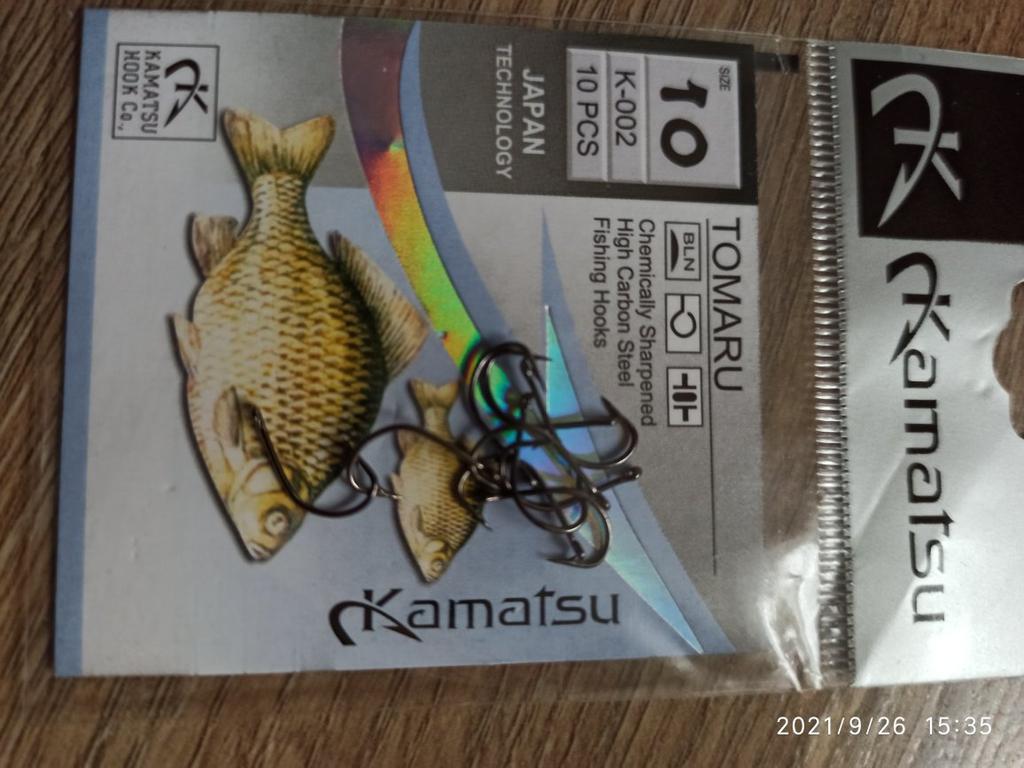 Kamatsu
SIZE
10
K-002
10 PCS
JAPAN
TECHNOLOGY
KAMATSU
HOOK Co.,
TOMARU
BLN
Chemically Sharpened
High Carbon Steel
Fishing Hooks
Kamatsu
2021/9/26 15:35